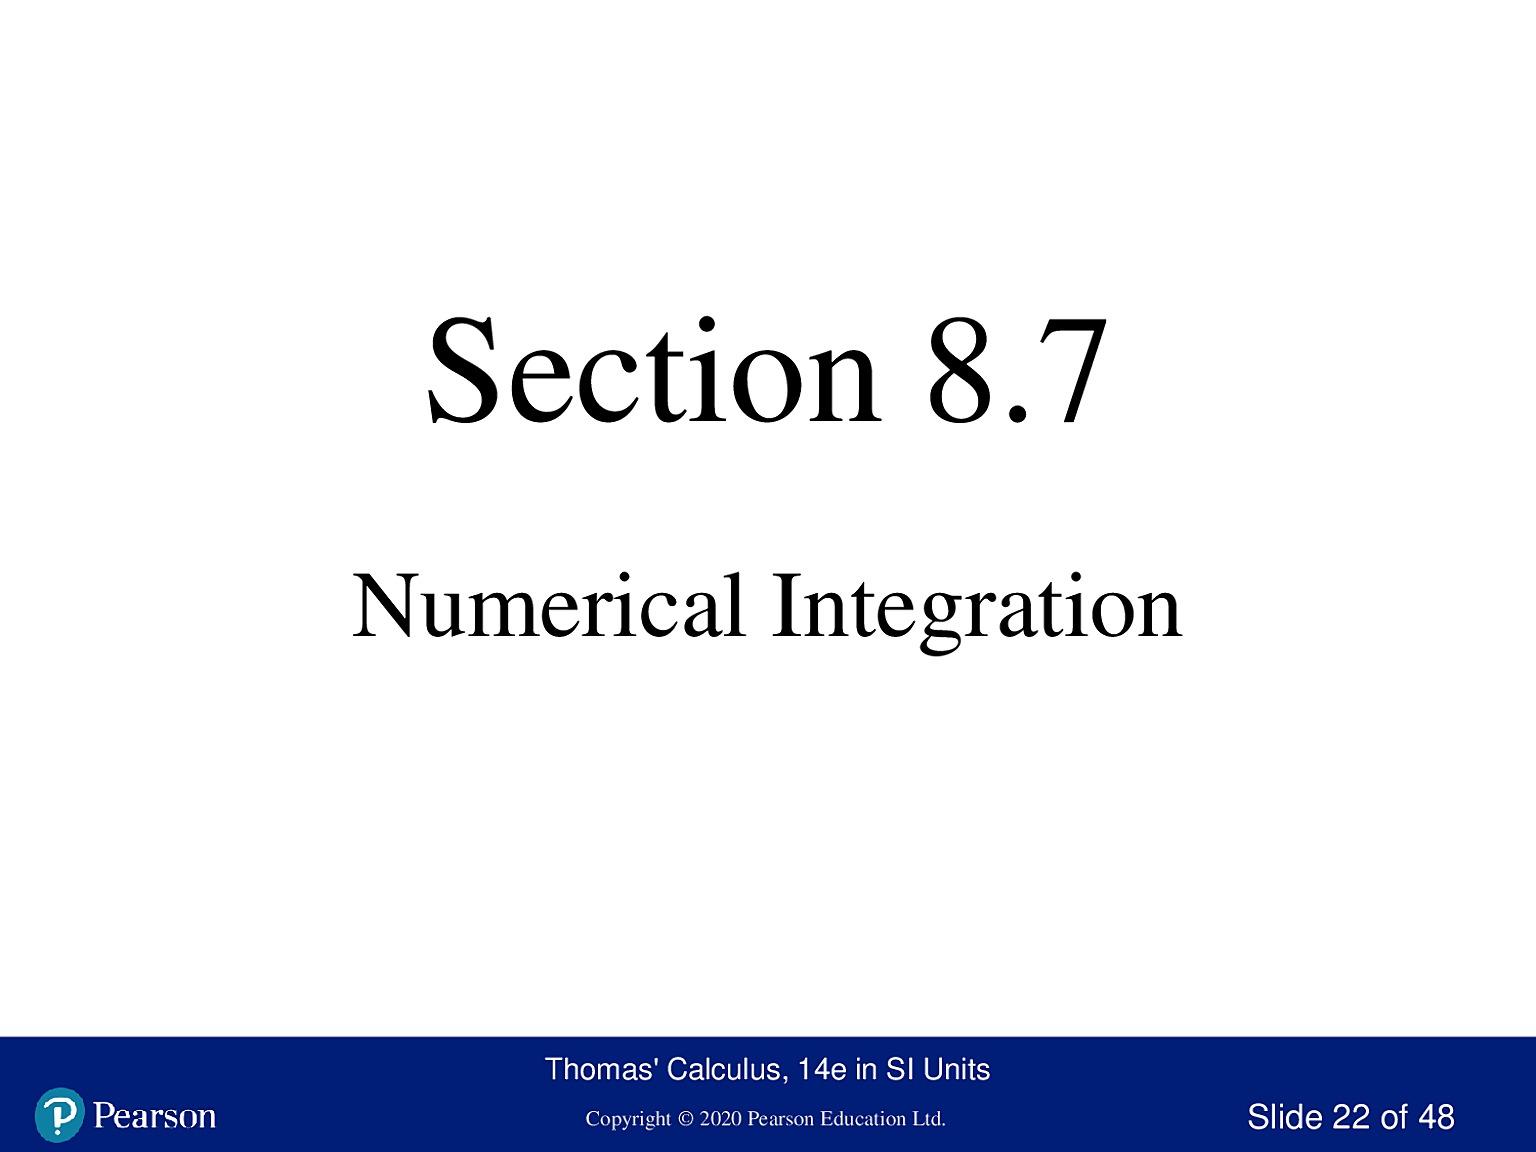 Section 8.7
Numerical Integration
Thomas' Calculus, 14e in SI Units
Pearson
Copyright © 2020 Pearson Education Ltd.
Slide 22 of 48